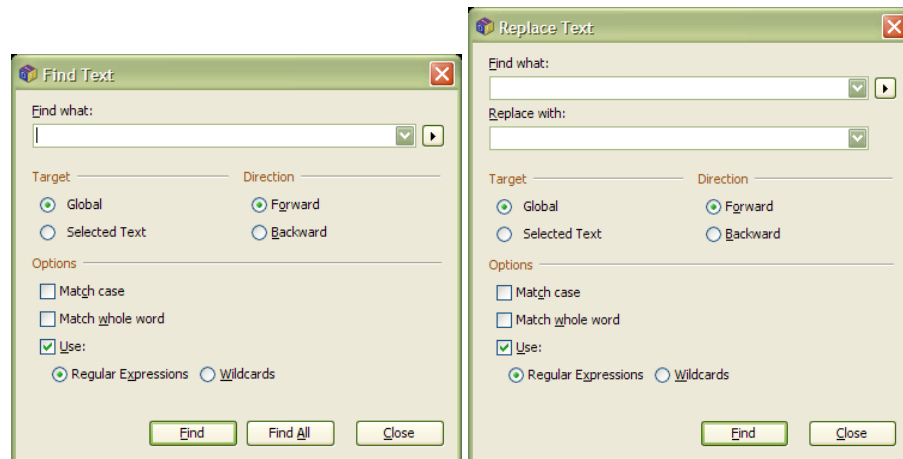 Find Text
Find what:
Target
Direction
Global
Forward
Selected Text
Backward
Options
Match case
Match whole word
Use:
Regular Expressions
Wildcards
Find
Find All
Close
Replace Text
Find what:
Replace with:
Target
Direction
Global
Forward
Selected Text
Backward
Options
Match case
Match whole word
Use:
Regular Expressions
Wildcards
Find
Close